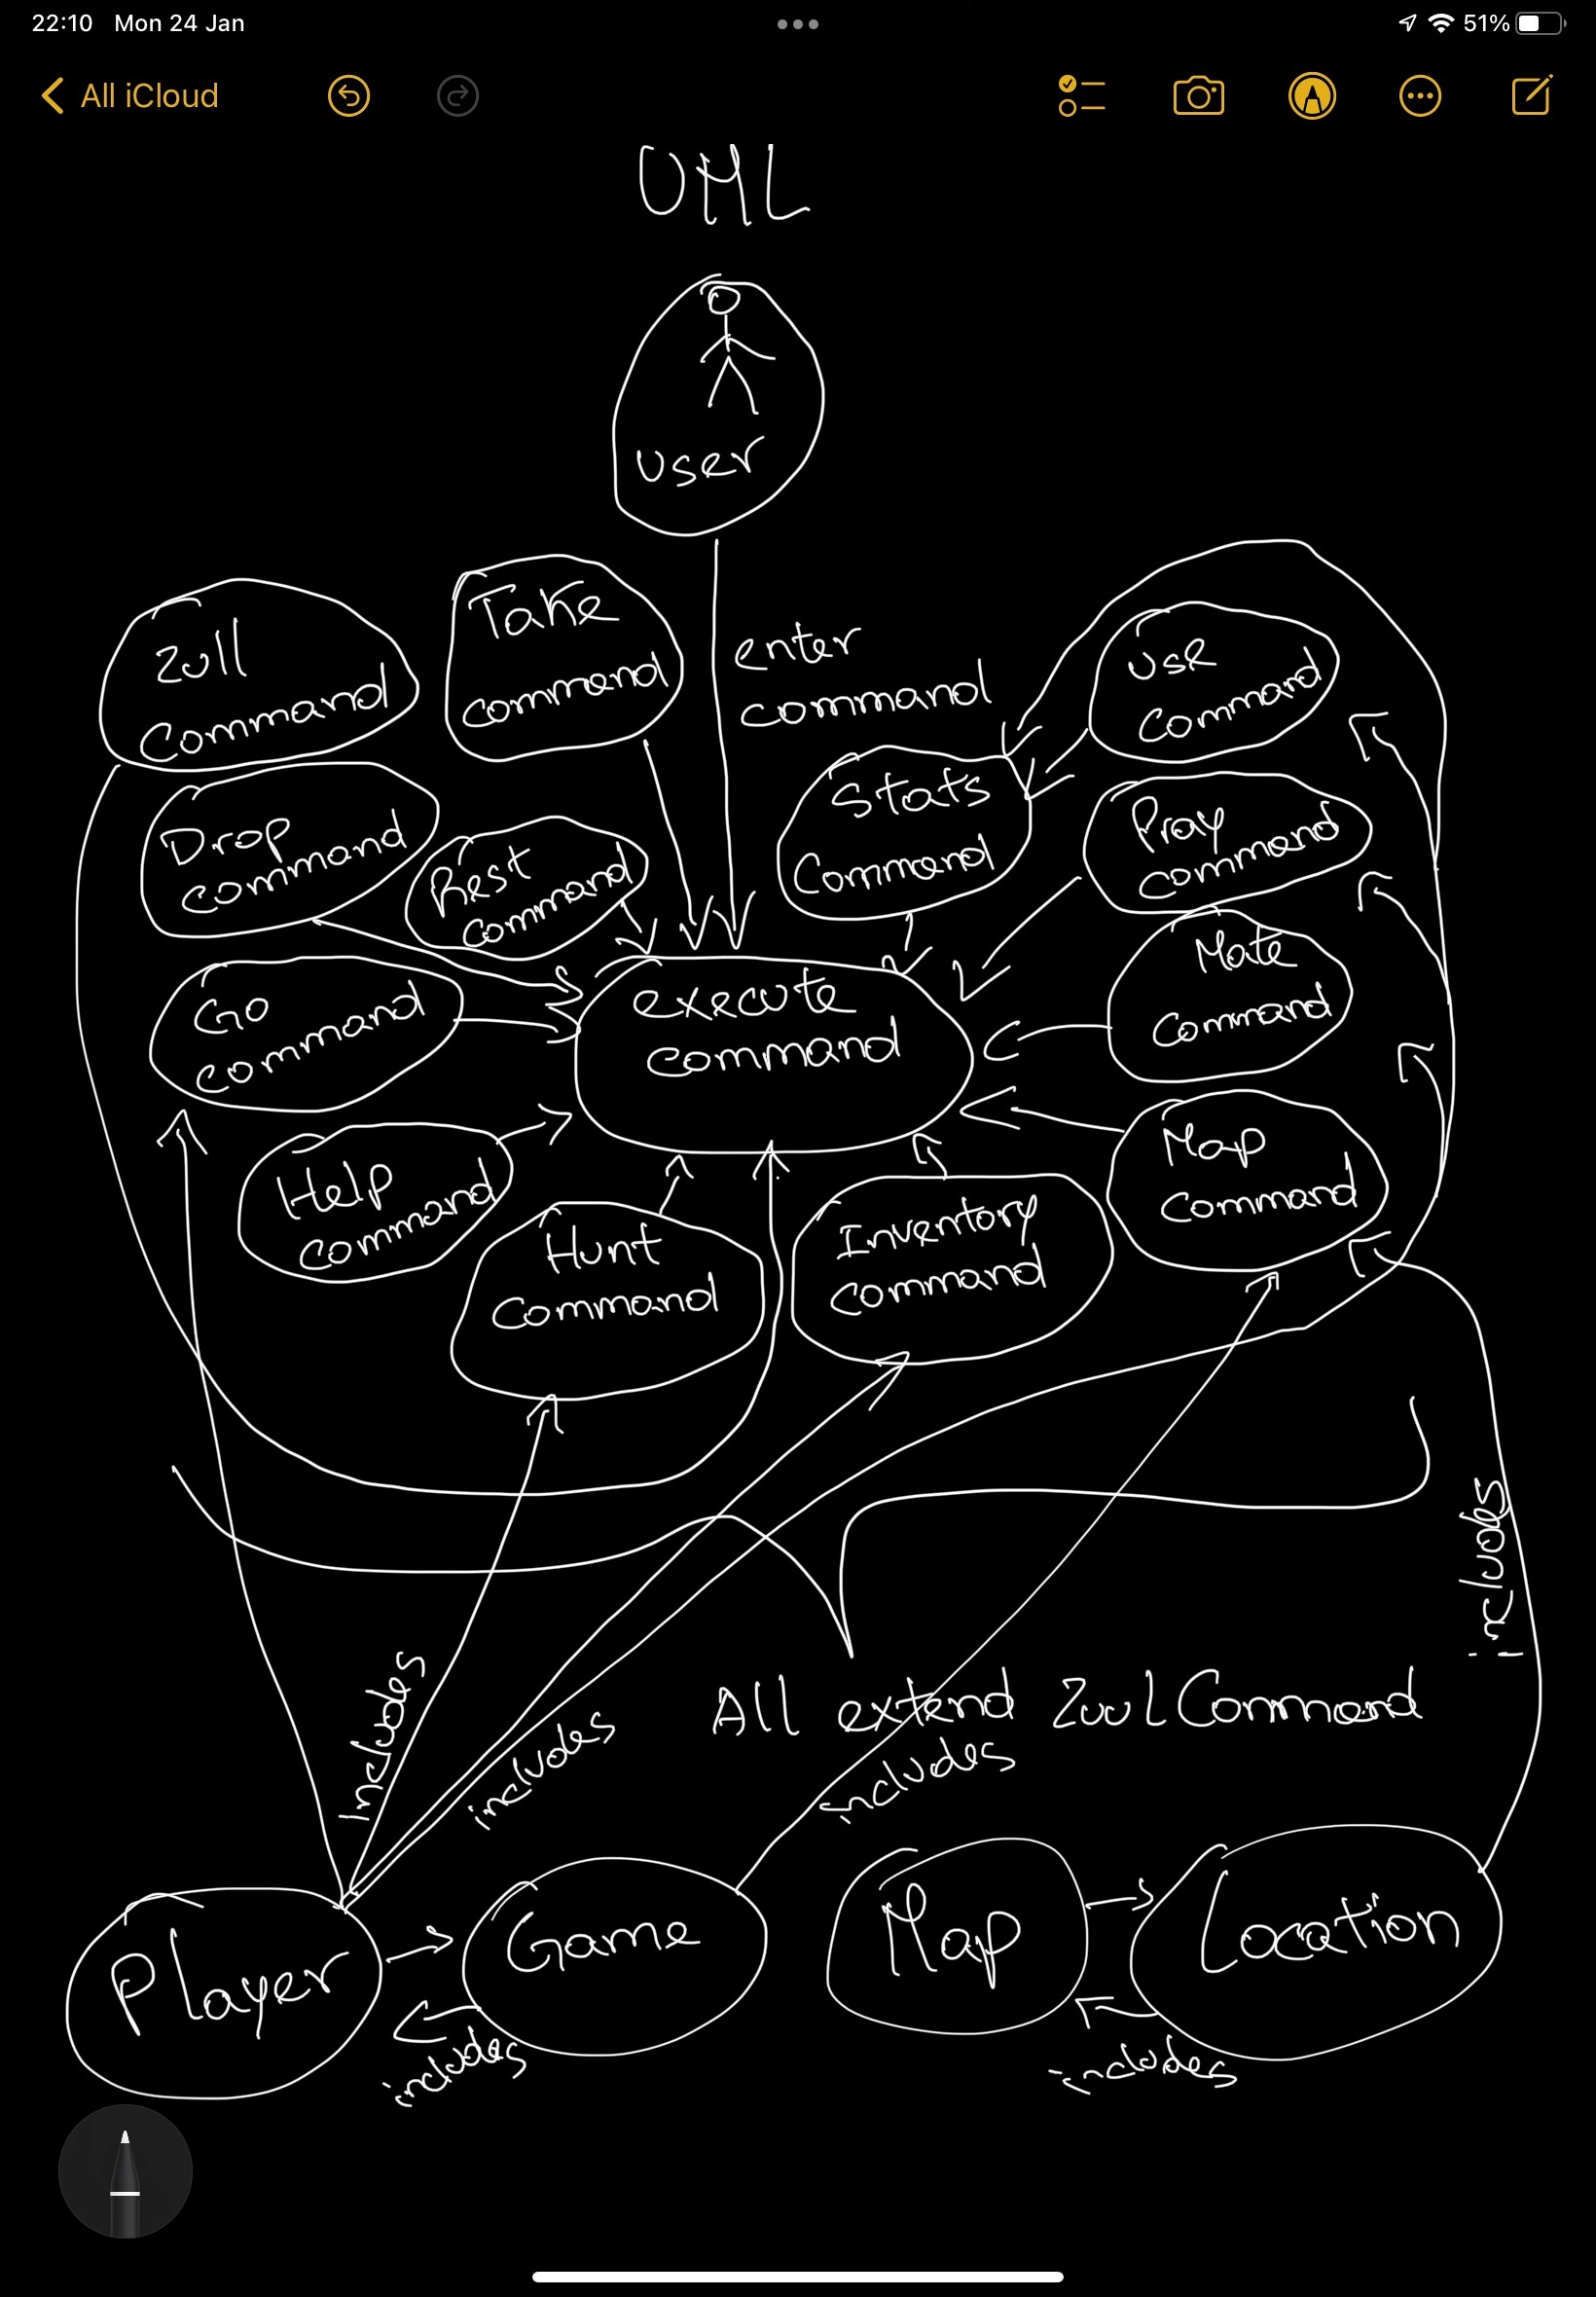 22:10 Mon 24 Jan
51%
All iCloud
UML
user
Take
command
Zull
command
enter
command
use
command
Stats
command
Pray
command
Drop
command
Rest
command
Mate
command
Go
command
execute
command
Map
command
Help
command
Hunt
command
Inventory
command
includes
All extend Zuul Command
Includes
includes
includes
Player
Game
Map
Location
includes
includes